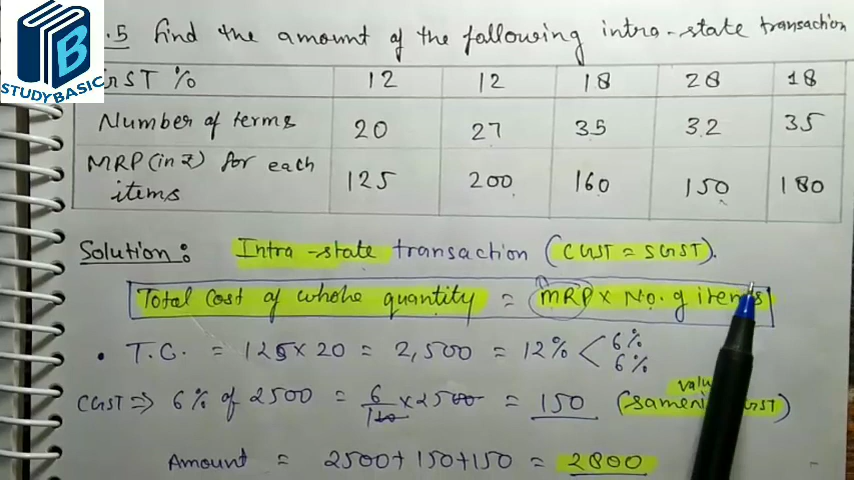 B
STUDY BASIC
.5 Find the amount of the following intra-state transaction
GST % 12 12 18 28 18
Number of terms 20 27 35 32 35
MRP (in ₹) for each items 125 200 160 150 180
Solution: Intra-state transaction (CGST = SGST).
Total cost of whole quantity = MRP x No. of items
• T.C. = 125 x 20 = 2,500 = 12% < 6% 6%
CGST ⇒ 6% of 2500 = 6/100 x 2500 = 150 (same value
Amount = 2500 + 150 + 150 = 2800